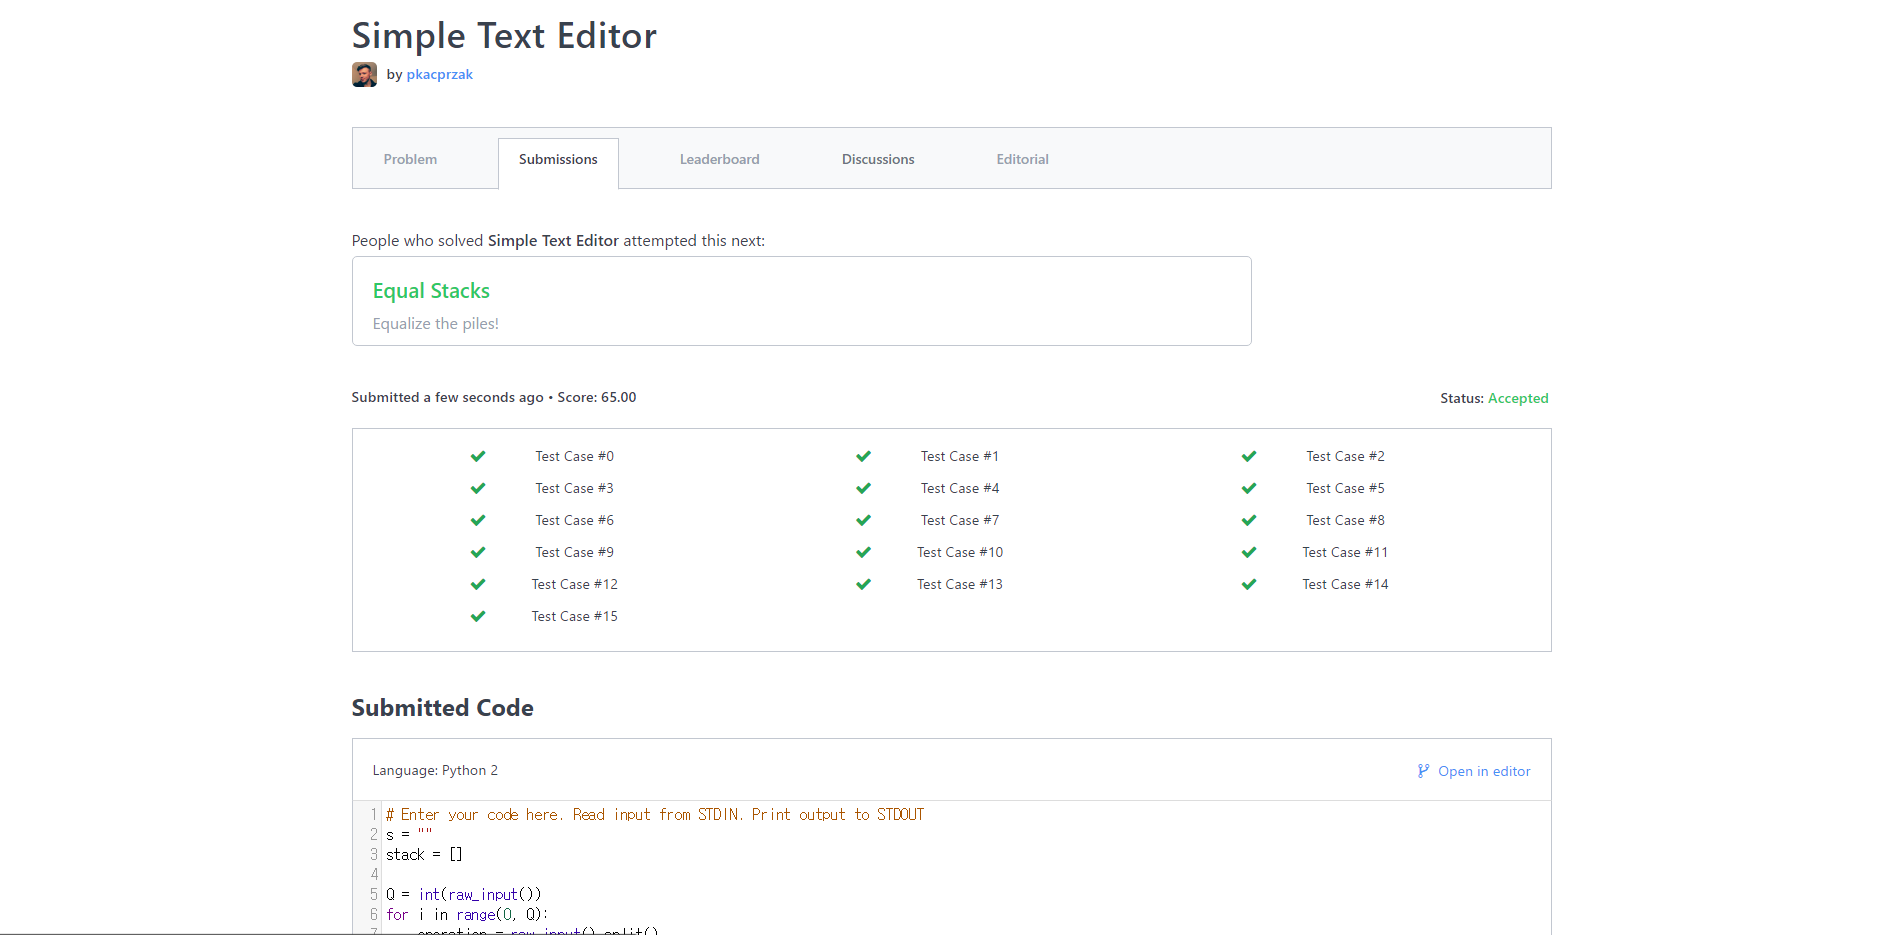 Simple Text Editor
by pkacprzak
Problem Submissions Leaderboard Discussions Editorial
People who solved Simple Text Editor attempted this next:
Equal Stacks
Equalize the piles!
Submitted a few seconds ago • Score: 65.00 Status: Accepted
Test Case #0 Test Case #1 Test Case #2
Test Case #3 Test Case #4 Test Case #5
Test Case #6 Test Case #7 Test Case #8
Test Case #9 Test Case #10 Test Case #11
Test Case #12 Test Case #13 Test Case #14
Test Case #15
Submitted Code
Language: Python 2 Open in editor
1 # Enter your code here. Read input from STDIN. Print output to STDOUT
2 s = ""
3 stack = []
4
5 Q = int(raw_input())
6 for i in range(0, Q):
7 operation = raw_input().split()